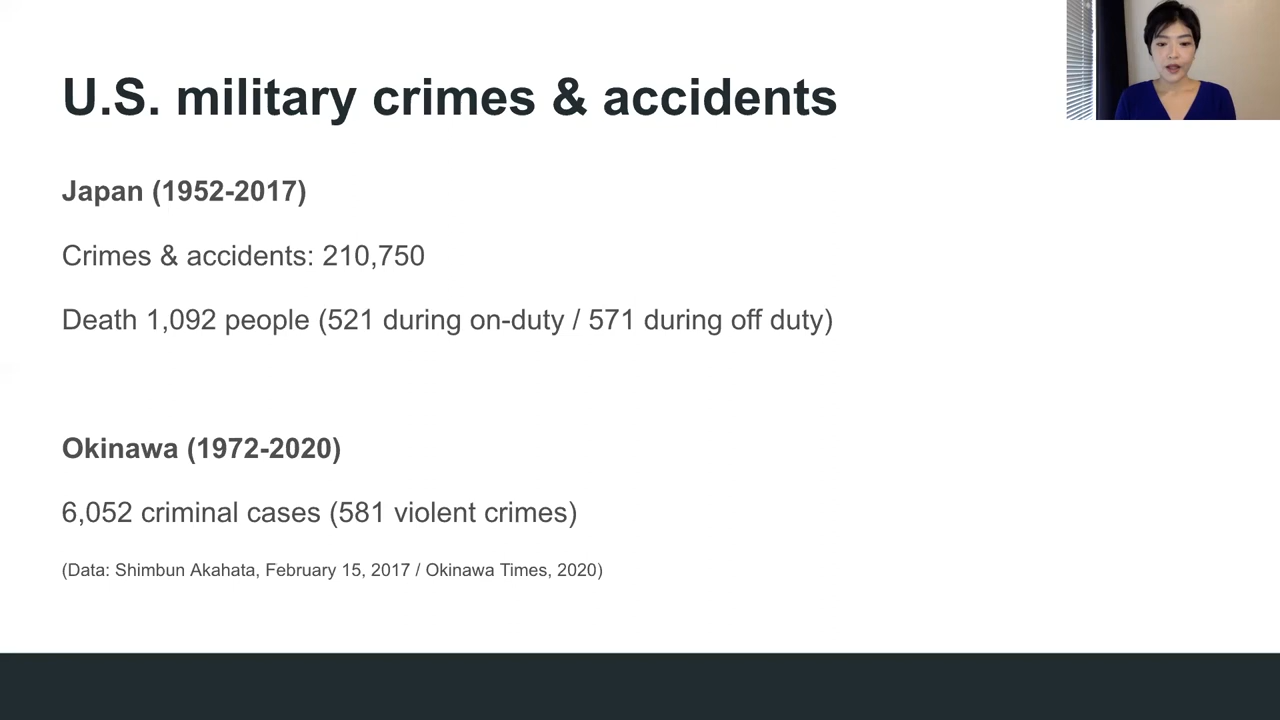 U.S. military crimes & accidents
Japan (1952-2017)
Crimes & accidents: 210,750
Death 1,092 people (521 during on-duty / 571 during off duty)
Okinawa (1972-2020)
6,052 criminal cases (581 violent crimes)
(Data: Shimbun Akahata, February 15, 2017 / Okinawa Times, 2020)